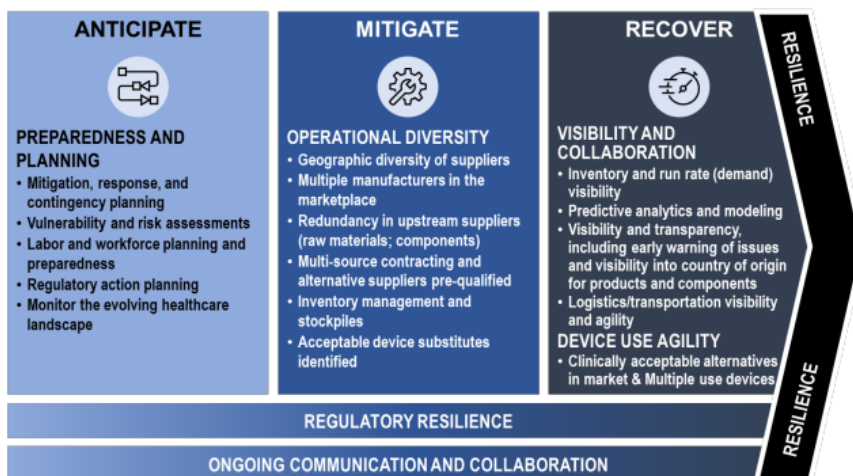 ANTICIPATE
PREPAREDNESS AND
PLANNING
• Mitigation, response, and
contingency planning
• Vulnerability and risk assessments
• Labor and workforce planning and
preparedness
• Regulatory action planning
• Monitor the evolving healthcare
landscape
MITIGATE
OPERATIONAL DIVERSITY
• Geographic diversity of suppliers
• Multiple manufacturers in the
marketplace
• Redundancy in upstream suppliers
(raw materials; components)
• Multi-source contracting and
alternative suppliers pre-qualified
• Inventory management and
stockpiles
• Acceptable device substitutes
identified
RECOVER
VISIBILITY AND
COLLABORATION
• Inventory and run rate (demand)
visibility
• Predictive analytics and modeling
• Visibility and transparency,
including early warning of issues
and visibility into country of origin
for products and components
• Logistics/transportation visibility
and agility
DEVICE USE AGILITY
• Clinically acceptable alternatives
in market & Multiple use devices
RESILIENCE
RESILIENCE
REGULATORY RESILIENCE
ONGOING COMMUNICATION AND COLLABORATION